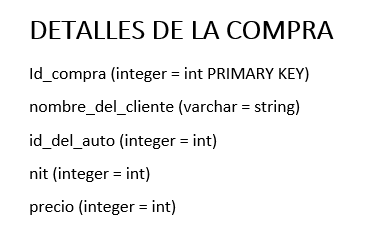 DETALLES DE LA COMPRA
Id_compra (integer = int PRIMARY KEY)
nombre_del_cliente (varchar = string)
id_del_auto (integer = int)
nit (integer = int)
precio (integer = int)